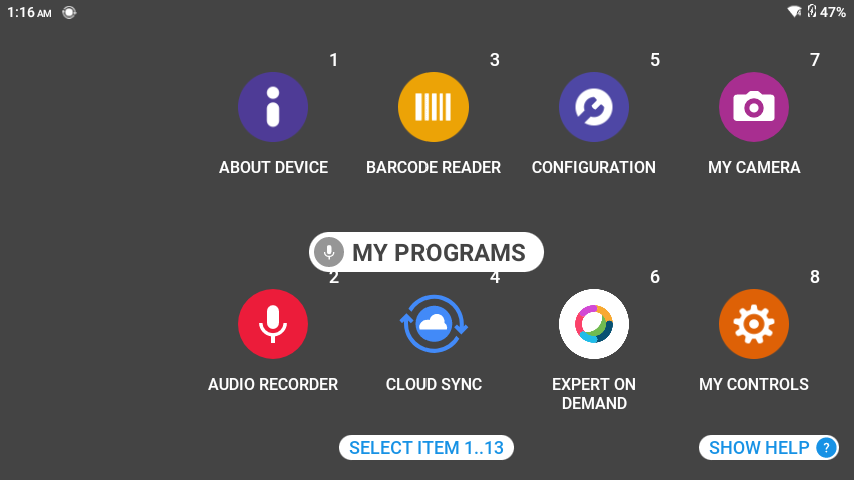 1:16 AM
47%
1
3
5
7
ABOUT DEVICE
BARCODE READER
CONFIGURATION
MY CAMERA
MY PROGRAMS
2
4
6
8
AUDIO RECORDER
CLOUD SYNC
EXPERT ON
DEMAND
MY CONTROLS
SELECT ITEM 1..13
SHOW HELP ?